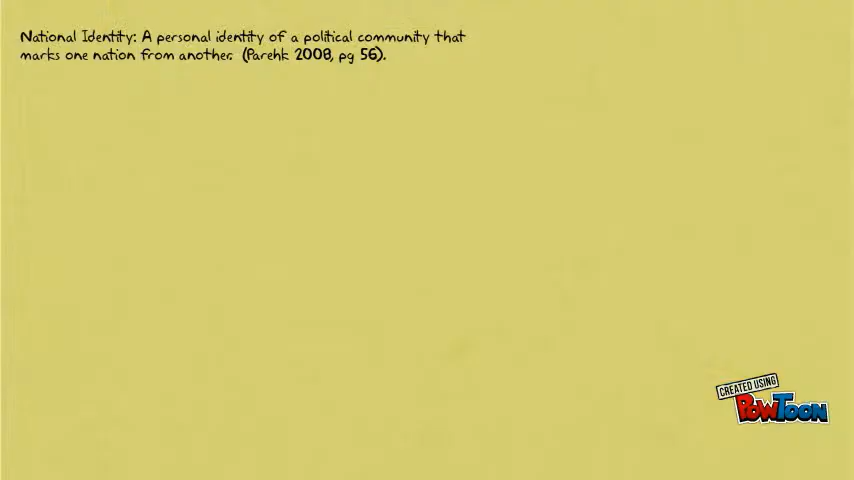 National Identity: A personal identity of a political community that
marks one nation from another. (Parehk 2008, pg 56).
CREATED USING
POWTOON